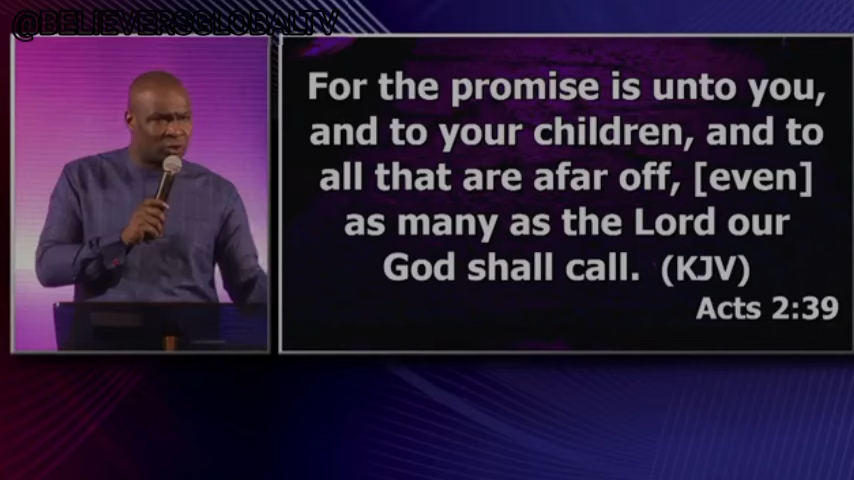 @BELIEVERSGLOBALTV
For the promise is unto you,
and to your children, and to
all that are afar off, [even]
as many as the Lord our
God shall call. (KJV)
Acts 2:39